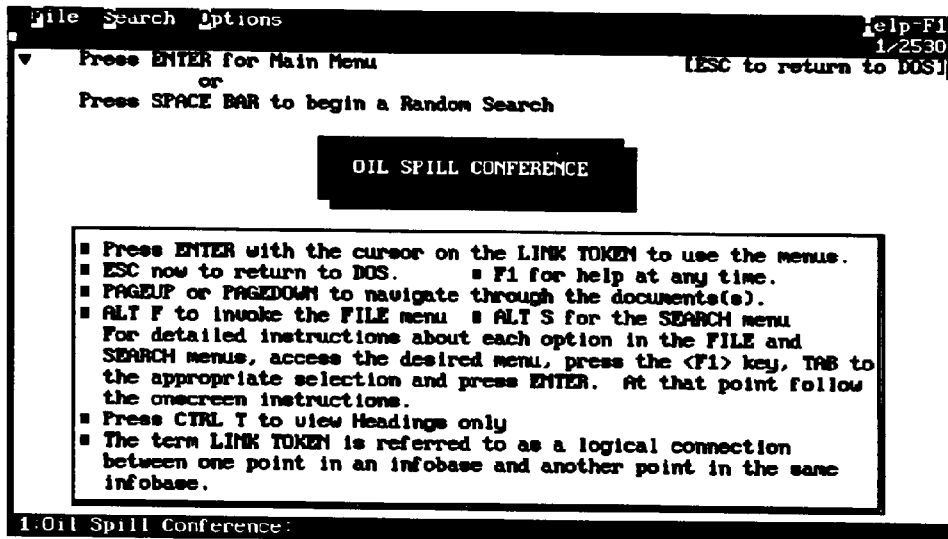 File Search Options Help-F1
1/2530
▼ Press ENTER for Main Menu [ESC to return to DOS]
or
Press SPACE BAR to begin a Random Search
OIL SPILL CONFERENCE
■ Press ENTER with the cursor on the LINK TOKEN to use the menus.
■ ESC now to return to DOS. ■ F1 for help at any time.
■ PAGEUP or PAGEDOWN to navigate through the documents(s).
■ ALT F to invoke the FILE menu ■ ALT S for the SEARCH menu
For detailed instructions about each option in the FILE and
SEARCH menus, access the desired menu, press the <F1> key, TAB to
the appropriate selection and press ENTER. At that point follow
the onscreen instructions.
■ Press CTRL T to view Headings only
■ The term LINK TOKEN is referred to as a logical connection
between one point in an infobase and another point in the same
infobase.
1:Oil Spill Conference: